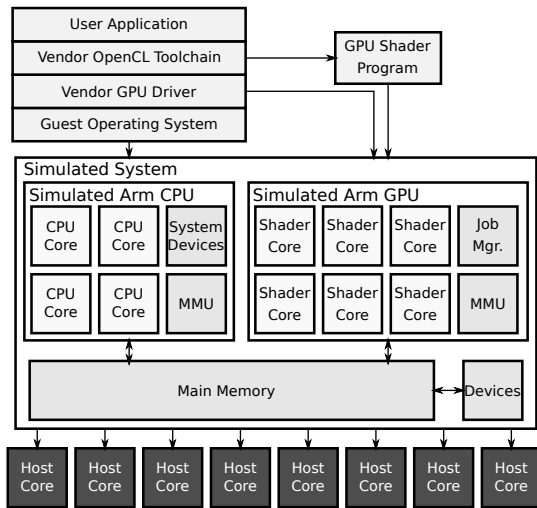 User Application
Vendor OpenCL Toolchain
Vendor GPU Driver
Guest Operating System
GPU Shader
Program
Simulated System
Simulated Arm CPU
CPU
Core
CPU
Core
System
Devices
CPU
Core
CPU
Core
MMU
Simulated Arm GPU
Shader
Core
Shader
Core
Shader
Core
Job
Mgr.
Shader
Core
Shader
Core
Shader
Core
MMU
Main Memory
Devices
Host
Core
Host
Core
Host
Core
Host
Core
Host
Core
Host
Core
Host
Core
Host
Core